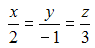 x/2 = y/-1 = z/3